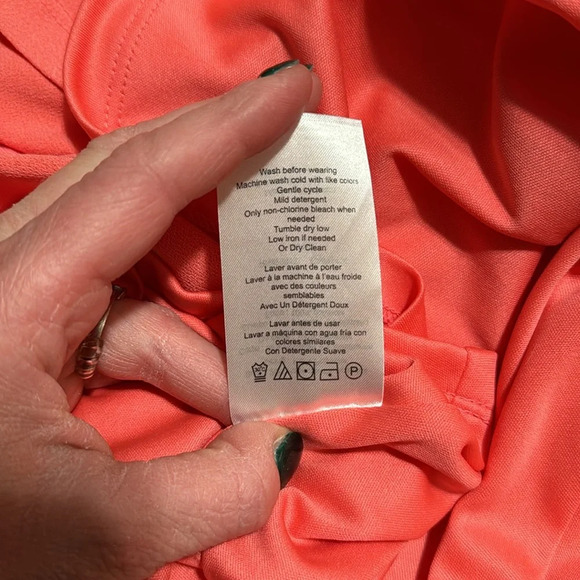 Wash before wearing
Machine wash cold with like colors
Gentle cycle
Mild detergent
Only non-chlorine bleach when
needed
Tumble dry low
Low iron if needed
Or Dry Clean
Laver avant de porter
Laver à la machine à l'eau froide
avec des couleurs
semblables
Avec Un Détergent Doux
Lavar antes de usar
Lavar a máquina con agua fria con
colores similares
Con Detergente Suave
P